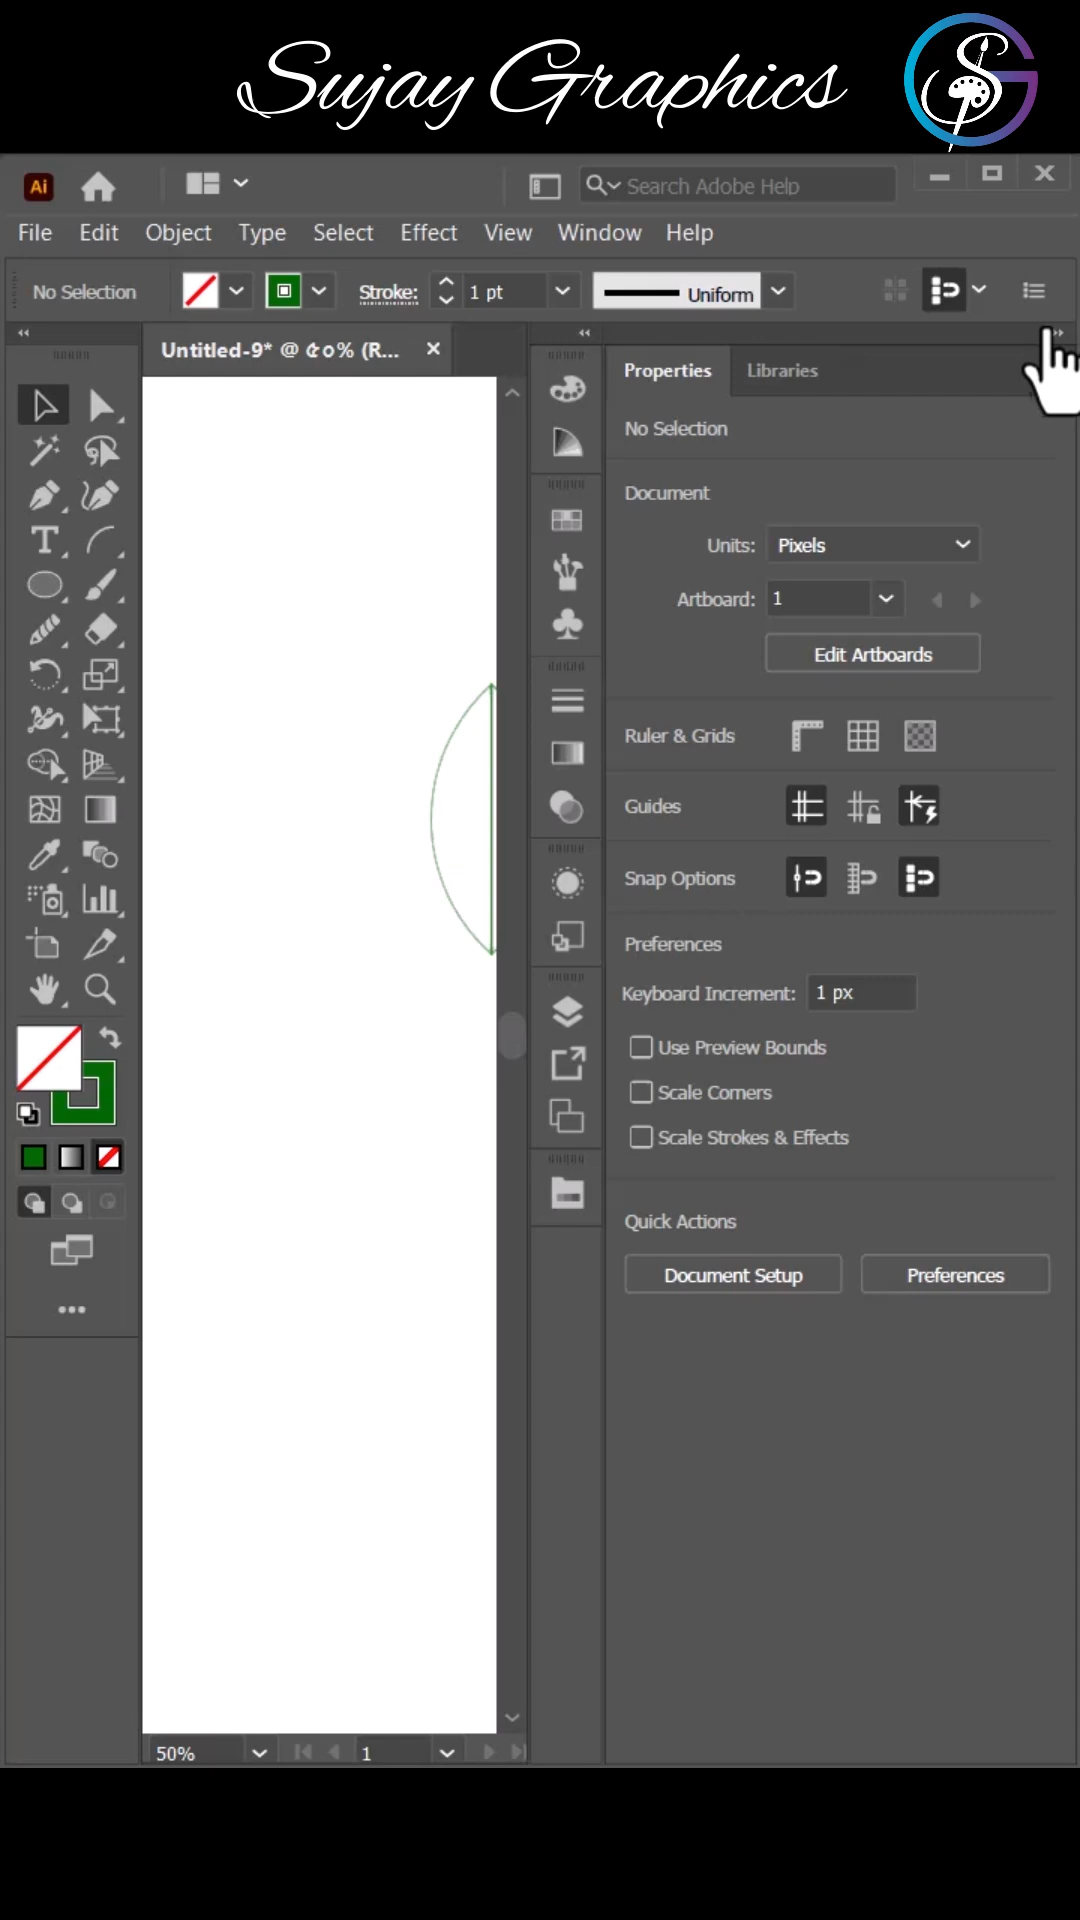 Sujay Graphics
Ai
Search Adobe Help
File Edit Object Type Select Effect View Window Help
No Selection
Stroke: 1 pt
Uniform
Untitled-9* @ ¢o% (R... ×
Properties Libraries
No Selection
Document
Units: Pixels
Artboard: 1
Edit Artboards
Ruler & Grids
Guides
Snap Options
Preferences
Keyboard Increment: 1 px
Use Preview Bounds
Scale Corners
Scale Strokes & Effects
Quick Actions
Document Setup Preferences
50% 1